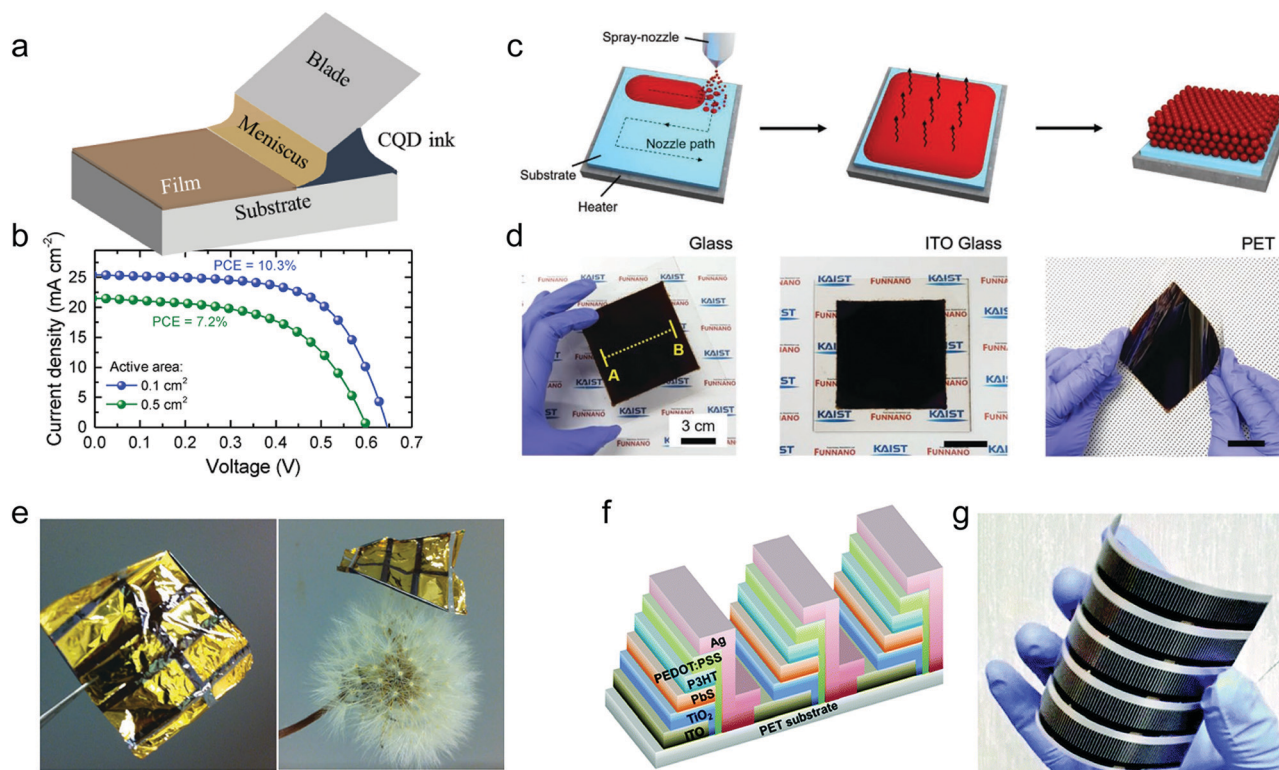 a
Blade
Meniscus
CQD ink
Film
Substrate
b
Current density (mA cm⁻²)
25
20
15
10
5
0
PCE = 10.3%
PCE = 7.2%
Active area:
0.1 cm²
0.5 cm²
0.0 0.1 0.2 0.3 0.4 0.5 0.6 0.7
Voltage (V)
c
Spray-nozzle
Nozzle path
Substrate
Heater
d
Glass
ITO Glass
PET
KAIST
FUNNANO
A
B
3 cm
KAIST
FUNNANO
e
f
Ag
PEDOT:PSS
P3HT
PbS
TiO₂
ITO
PET substrate
g